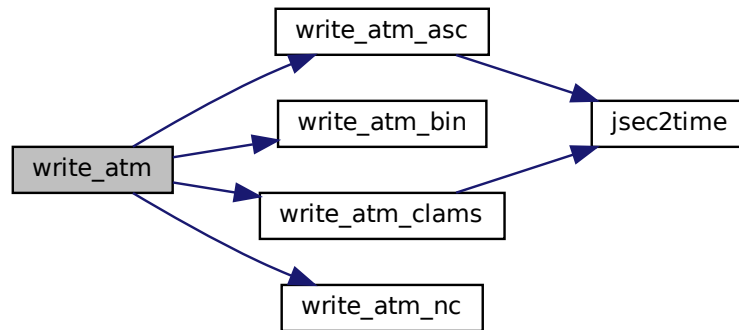 write_atm
write_atm_asc
write_atm_bin
write_atm_clams
write_atm_nc
jsec2time